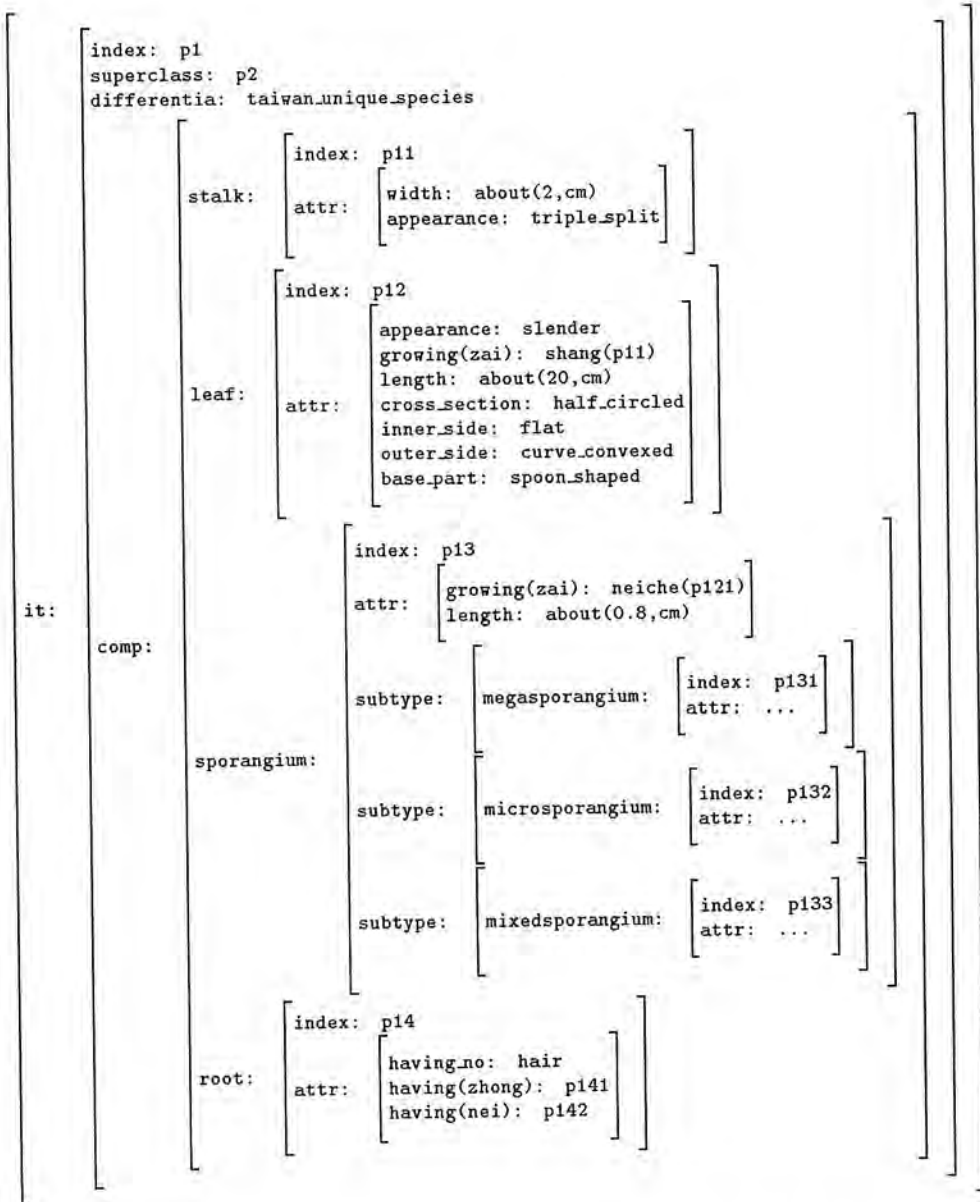 index: p1
superclass: p2
differentia: taiwan_unique_species
index: p11
stalk:
attr:
width: about(2,cm)
appearance: triple_split
index: p12
leaf:
attr:
appearance: slender
growing(zai): shang(p11)
length: about(20,cm)
cross_section: half_circled
inner_side: flat
outer_side: curve_convexed
base_part: spoon_shaped
it:
comp:
sporangium:
index: p13
attr:
growing(zai): neiche(p121)
length: about(0.8,cm)
subtype: megasporangium:
index: p131
attr: ...
subtype: microsporangium:
index: p132
attr: ...
subtype: mixedsporangium:
index: p133
attr: ...
root:
index: p14
attr:
having_no: hair
having(zhong): p141
having(nei): p142